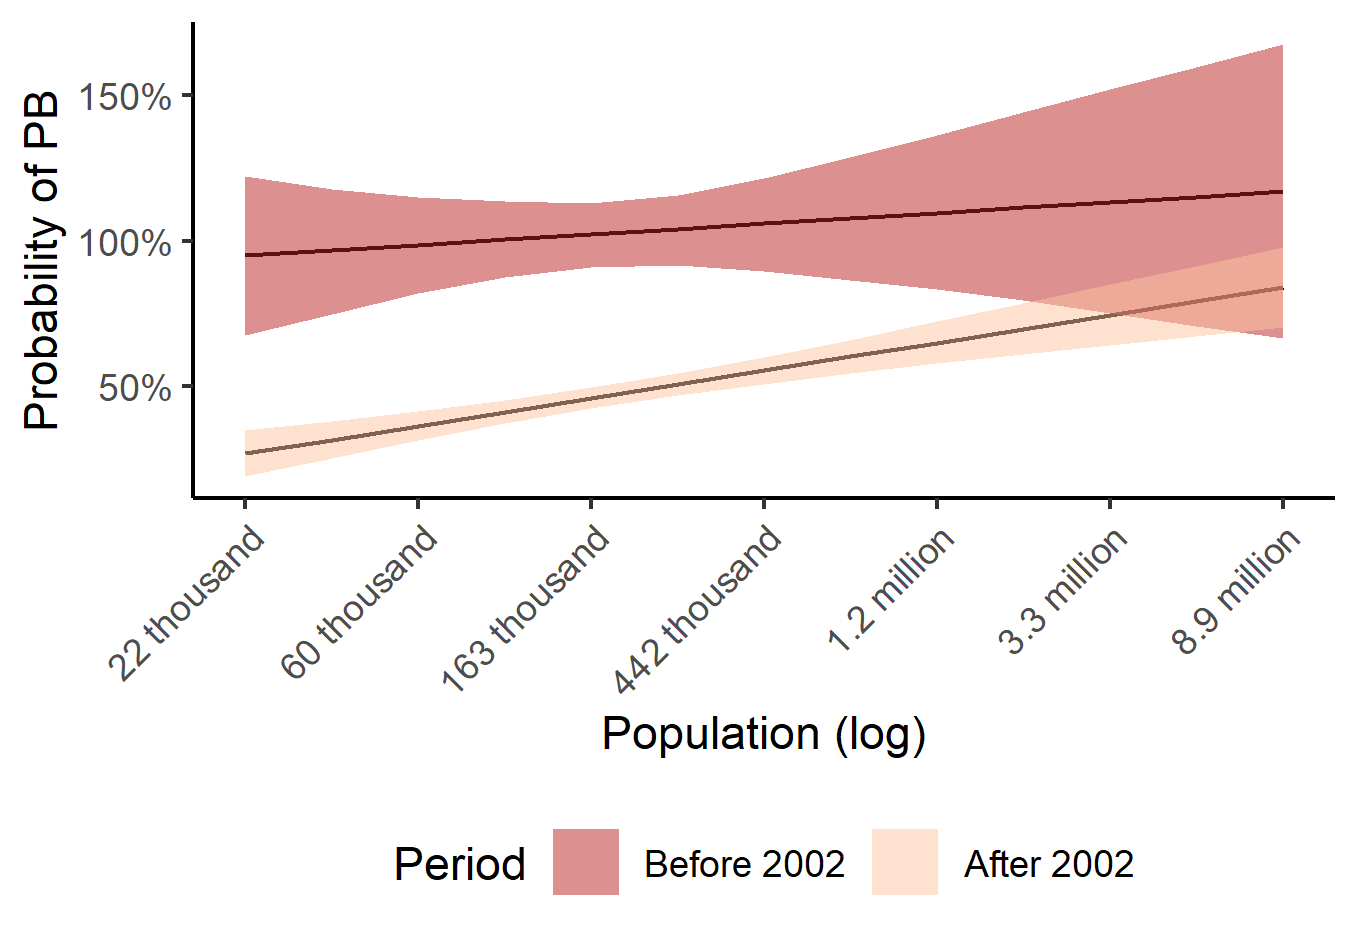 Probability of PB
150%
100%
50%
22 thousand
60 thousand
163 thousand
442 thousand
1.2 million
3.3 million
8.9 million
Population (log)
Period
Before 2002
After 2002